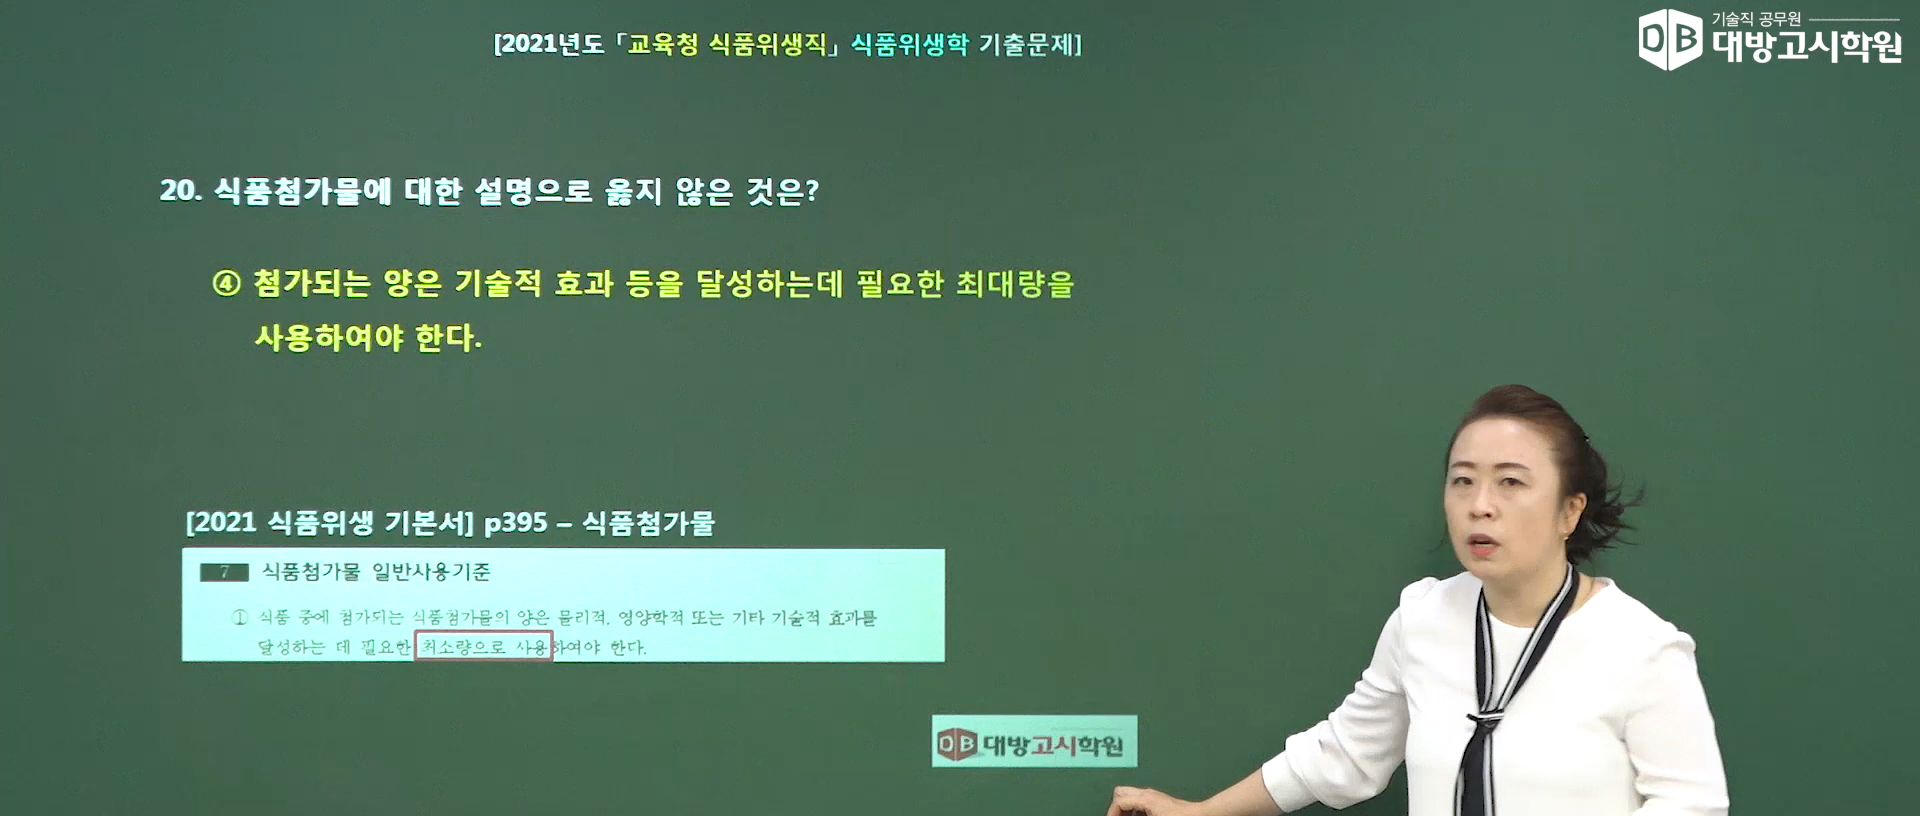 [2021년도 「교육청 식품위생직」 식품위생학 기출문제]
기술직 공무원
DB 대방고시학원
20. 식품첨가물에 대한 설명으로 옳지 않은 것은?
④ 첨가되는 양은 기술적 효과 등을 달성하는데 필요한 최대량을
사용하여야 한다.
[2021 식품위생 기본서] p395 – 식품첨가물
7 식품첨가물 일반사용기준
① 식품 중에 첨가되는 식품첨가물의 양은 물리적, 영양학적 또는 기타 기술적 효과를
달성하는 데 필요한 최소량으로 사용하여야 한다.
DB 대방고시학원